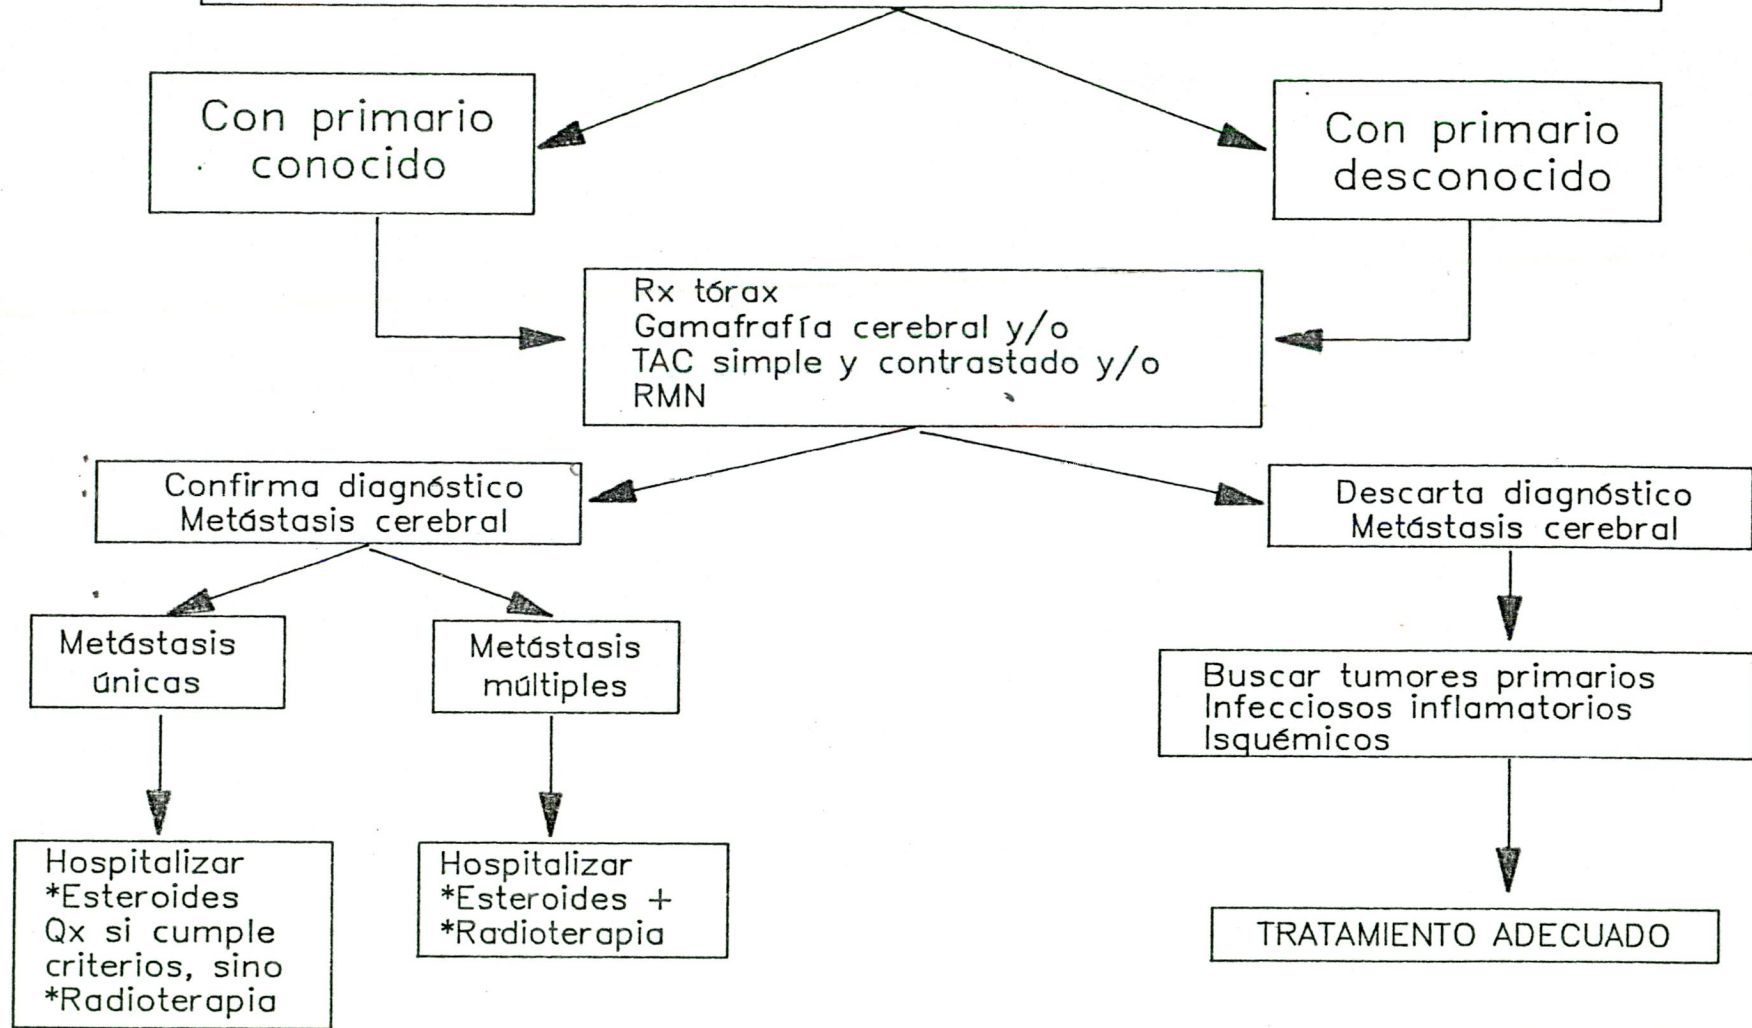 Con primario
conocido
Con primario
desconocido
Rx tórax
Gamafrafía cerebral y/o
TAC simple y contrastado y/o
RMN
Confirma diagnóstico
Metástasis cerebral
Descarta diagnóstico
Metástasis cerebral
Metástasis
únicas
Metástasis
múltiples
Buscar tumores primarios
Infecciosos inflamatorios
Isquémicos
Hospitalizar
*Esteroides
Qx si cumple
criterios, sino
*Radioterapia
Hospitalizar
*Esteroides +
*Radioterapia
TRATAMIENTO ADECUADO